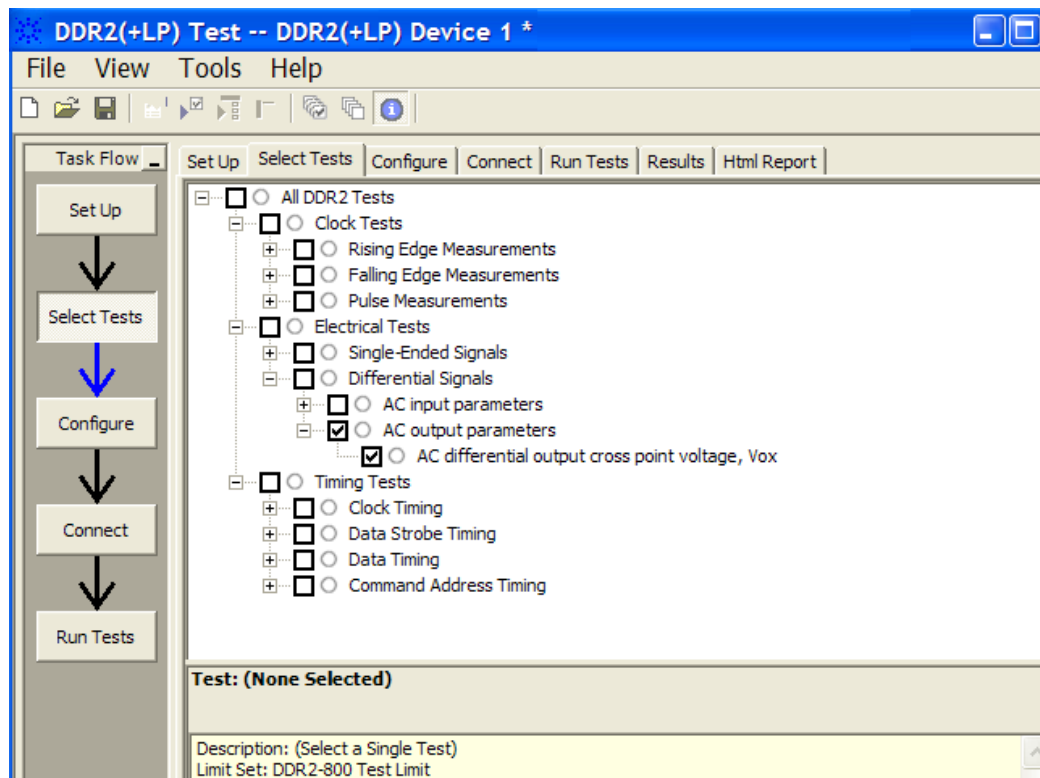 DDR2(+LP) Test -- DDR2(+LP) Device 1 *
File View Tools Help
Task Flow
Set Up
Select Tests
Configure
Connect
Run Tests
Set Up Select Tests Configure Connect Run Tests Results Html Report
All DDR2 Tests
Clock Tests
Rising Edge Measurements
Falling Edge Measurements
Pulse Measurements
Electrical Tests
Single-Ended Signals
Differential Signals
AC input parameters
AC output parameters
AC differential output cross point voltage, Vox
Timing Tests
Clock Timing
Data Strobe Timing
Data Timing
Command Address Timing
Test: (None Selected)
Description: (Select a Single Test)
Limit Set: DDR2-800 Test Limit